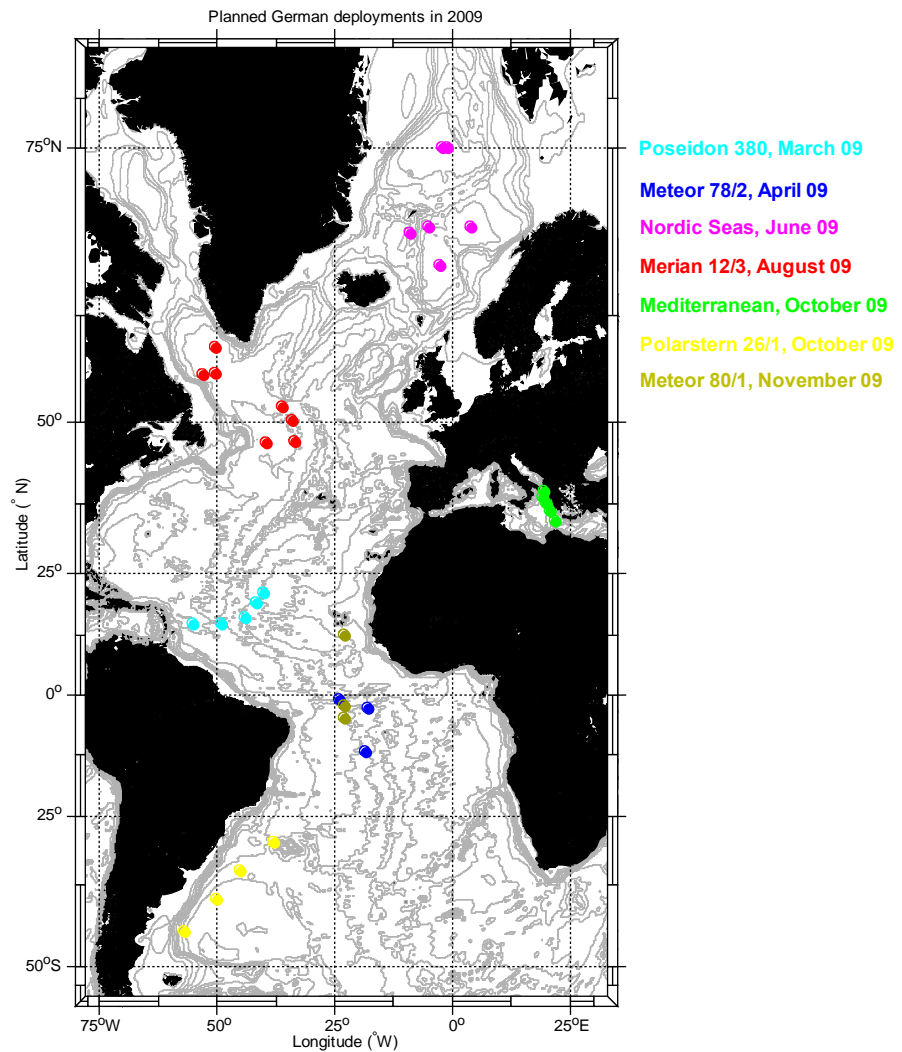 Planned German deployments in 2009
75°N
50°
25°
0°
25°
50°S
Latitude (° N)
75°W
50°
25°
0°
25°E
Longitude (°W)
Poseidon 380, March 09
Meteor 78/2, April 09
Nordic Seas, June 09
Merian 12/3, August 09
Mediterranean, October 09
Polarstern 26/1, October 09
Meteor 80/1, November 09